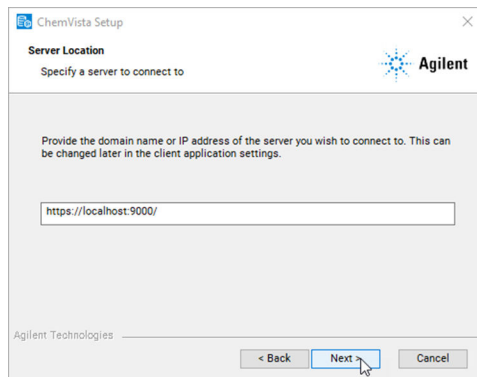 ChemVista Setup
Server Location
Specify a server to connect to
Agilent
Provide the domain name or IP address of the server you wish to connect to. This can
be changed later in the client application settings.
https://localhost:9000/
Agilent Technologies
< Back
Next >
Cancel